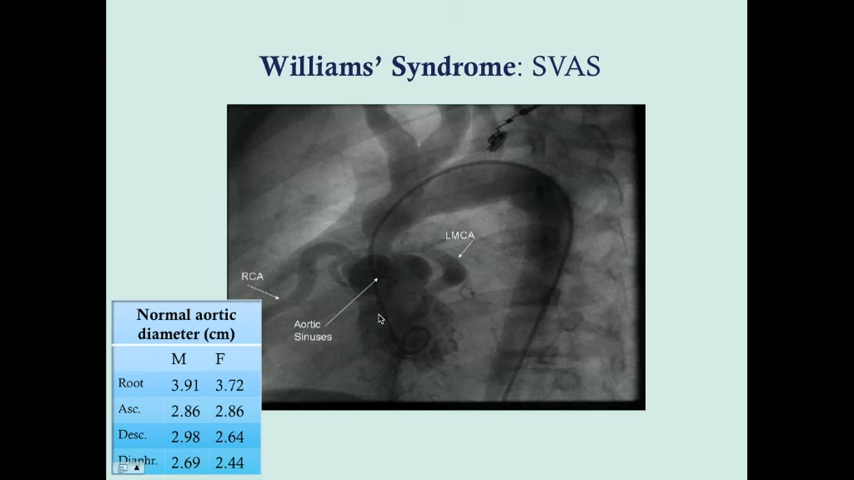 Williams' Syndrome: SVAS
LMCA
RCA
Aortic
Sinuses
Normal aortic
diameter (cm)
M F
Root 3.91 3.72
Asc. 2.86 2.86
Desc. 2.98 2.64
Diaphr. 2.69 2.44